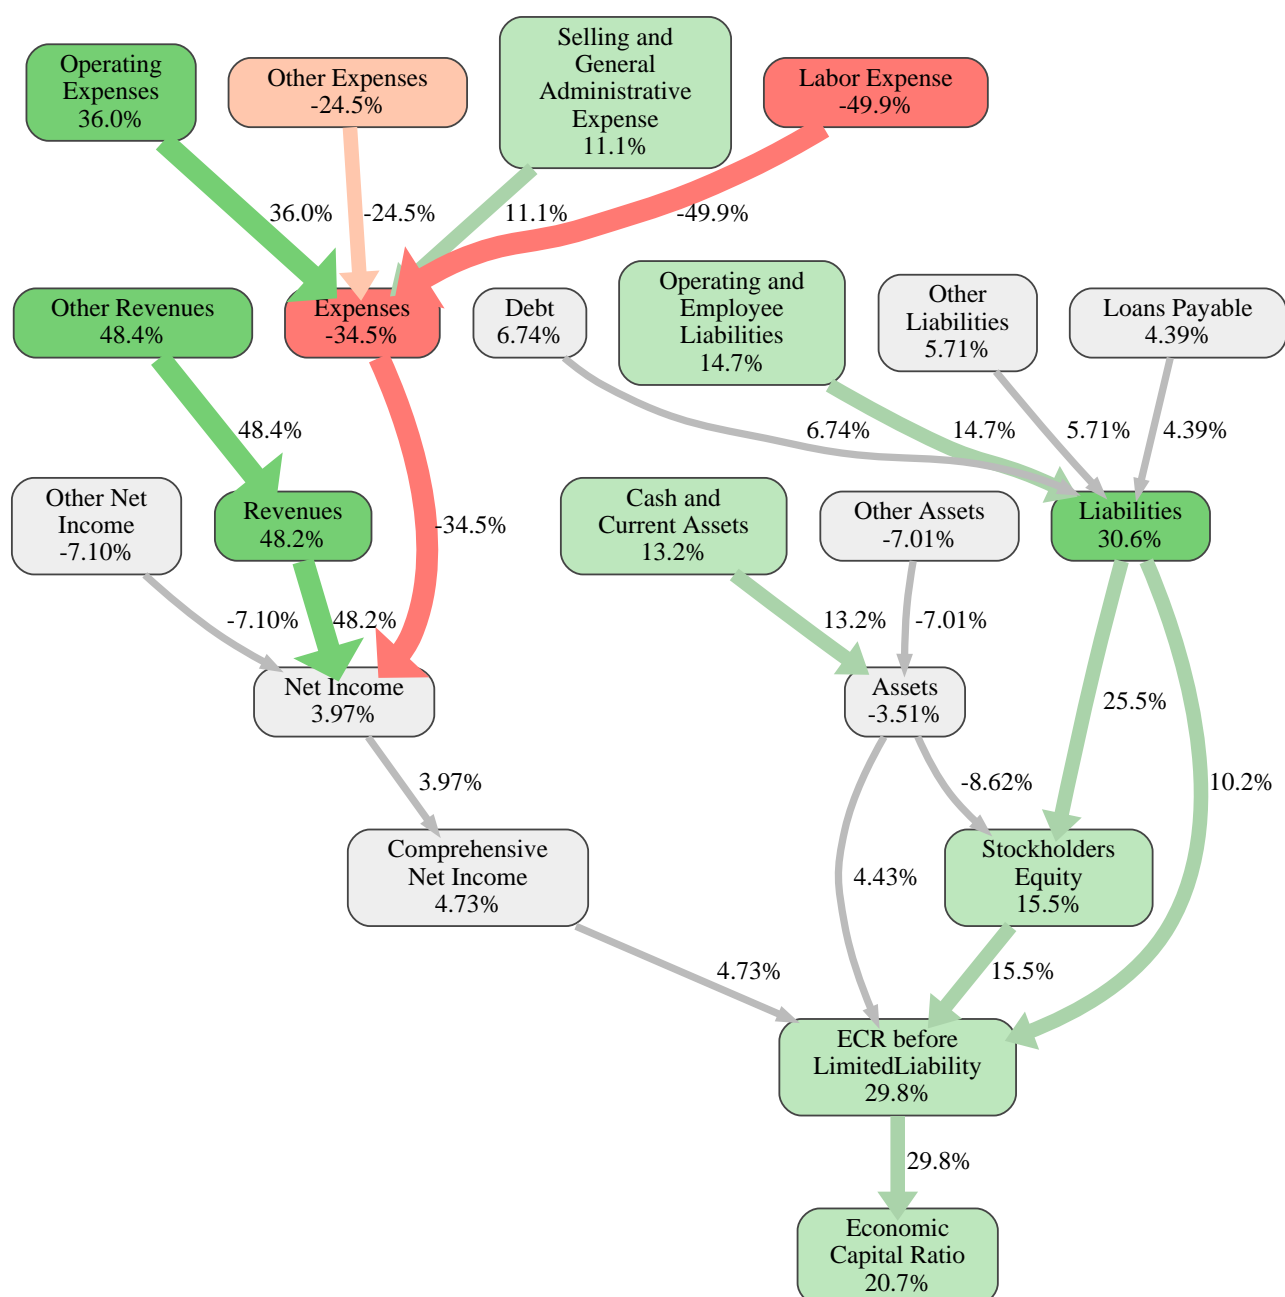 Operating
Expenses
36.0%
Other Expenses
-24.5%
Selling and
General
Administrative
Expense
11.1%
Labor Expense
-49.9%
36.0%
-24.5%
11.1%
-49.9%
Other Revenues
48.4%
Expenses
-34.5%
Debt
6.74%
Operating and
Employee
Liabilities
14.7%
Other
Liabilities
5.71%
Loans Payable
4.39%
48.4%
6.74%
14.7%
5.71%
4.39%
Other Net
Income
-7.10%
Revenues
48.2%
-34.5%
Cash and
Current Assets
13.2%
Other Assets
-7.01%
Liabilities
30.6%
-7.10%
48.2%
13.2%
-7.01%
Net Income
3.97%
Assets
-3.51%
25.5%
3.97%
-8.62%
10.2%
Comprehensive
Net Income
4.73%
4.43%
Stockholders
Equity
15.5%
4.73%
15.5%
ECR before
LimitedLiability
29.8%
29.8%
Economic
Capital Ratio
20.7%